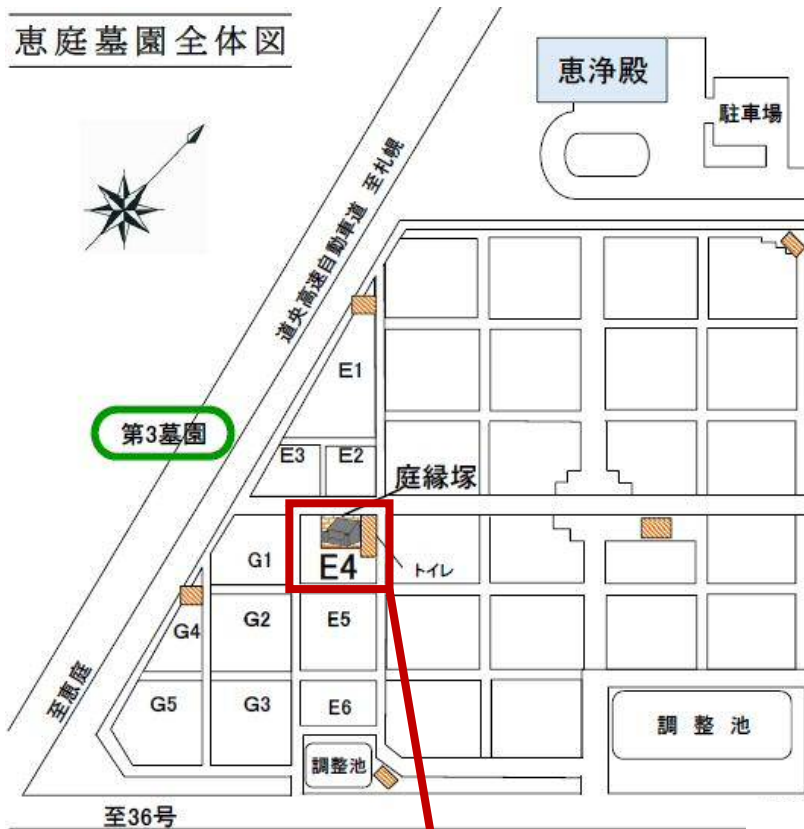 恵庭墓園全体図
恵浄殿
駐車場
道央高速自動車道 至札幌
E1
第3墓園
E3
E2
庭縁塚
G1
E4
トイレ
G4
G2
E5
至恵庭
G5
G3
E6
調整池
調整池
至36号